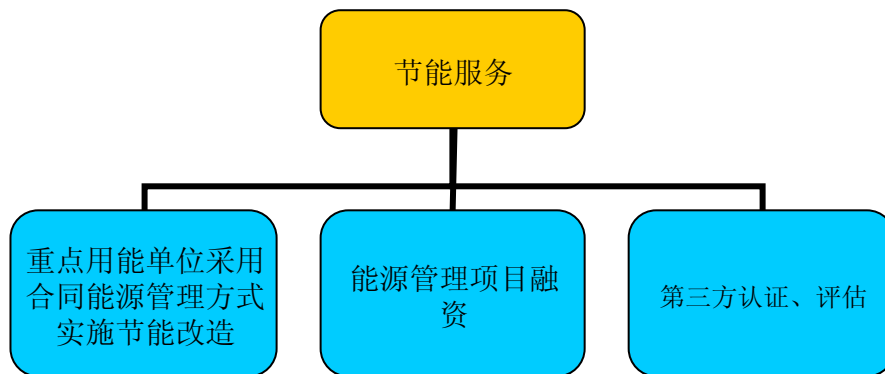 节能服务
重点用能单位采用
合同能源管理方式
实施节能改造
能源管理项目融
资
第三方认证、评估